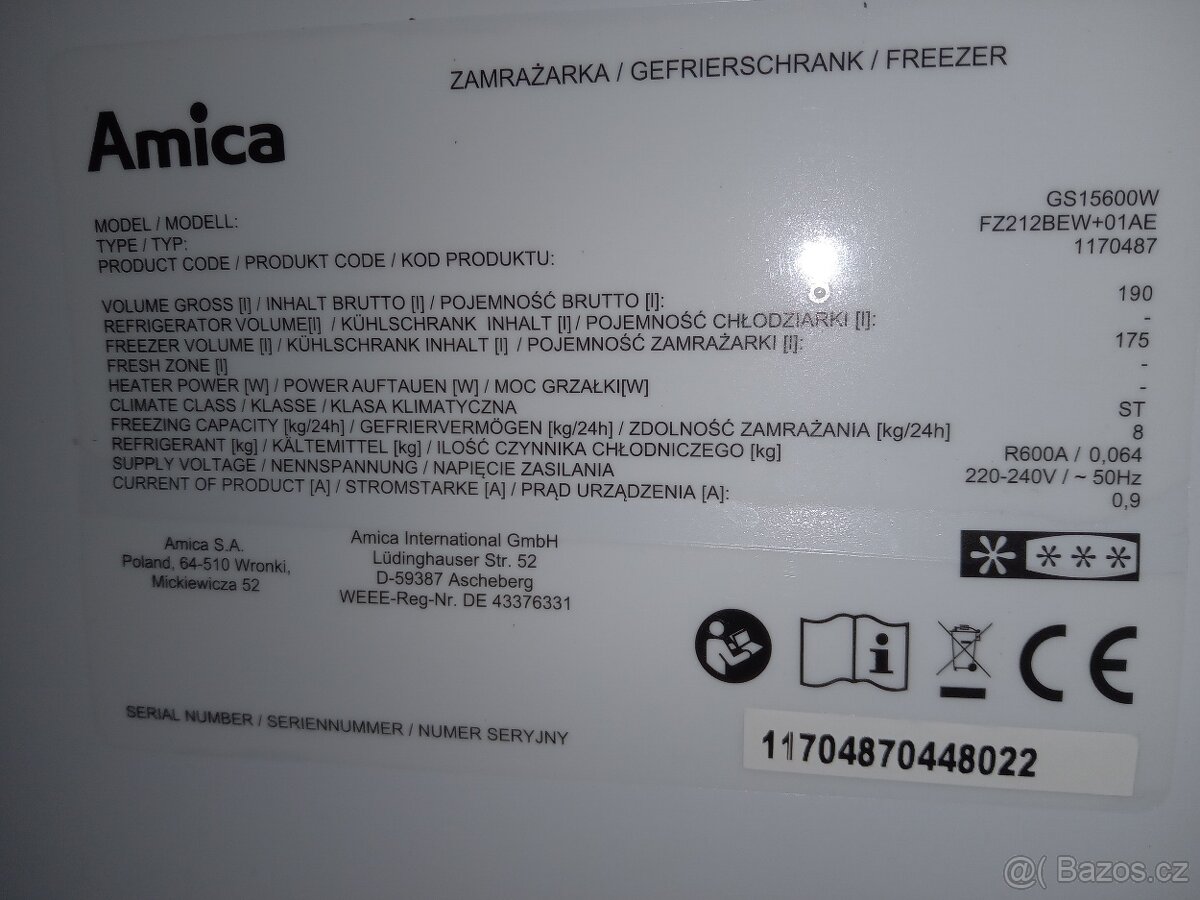 ZAMRAŻARKA / GEFRIERSCHRANK / FREEZER
Amica
MODEL / MODELL: GS15600W
TYPE / TYP: FZ212BEW+01AE
PRODUCT CODE / PRODUKT CODE / KOD PRODUKTU: 1170487
VOLUME GROSS [l] / INHALT BRUTTO [l] / POJEMNOŚĆ BRUTTO [l]: 190
REFRIGERATOR VOLUME[l] / KÜHLSCHRANK INHALT [l] / POJEMNOŚĆ CHŁODZIARKI [l]: -
FREEZER VOLUME [l] / KÜHLSCHRANK INHALT [l] / POJEMNOŚĆ ZAMRAŻARKI [l]: 175
FRESH ZONE [l] -
HEATER POWER [W] / POWER AUFTAUEN [W] / MOC GRZAŁKI[W] -
CLIMATE CLASS / KLASSE / KLASA KLIMATYCZNA ST
FREEZING CAPACITY [kg/24h] / GEFRIERVERMÖGEN [kg/24h] / ZDOLNOŚĆ ZAMRAŻANIA [kg/24h] 8
REFRIGERANT [kg] / KÄLTEMITTEL [kg] / ILOŚĆ CZYNNIKA CHŁODNICZEGO [kg] R600A / 0,064
SUPPLY VOLTAGE / NENNSPANNUNG / NAPIĘCIE ZASILANIA 220-240V / ~ 50Hz
CURRENT OF PRODUCT [A] / STROMSTARKE [A] / PRĄD URZĄDZENIA [A]: 0,9
Amica S.A.
Poland, 64-510 Wronki,
Mickiewicza 52
Amica International GmbH
Lüdinghauser Str. 52
D-59387 Ascheberg
WEEE-Reg-Nr. DE 43376331
CE
SERIAL NUMBER / SERIENNUMMER / NUMER SERYJNY
11704870448022
@( Bazos.cz